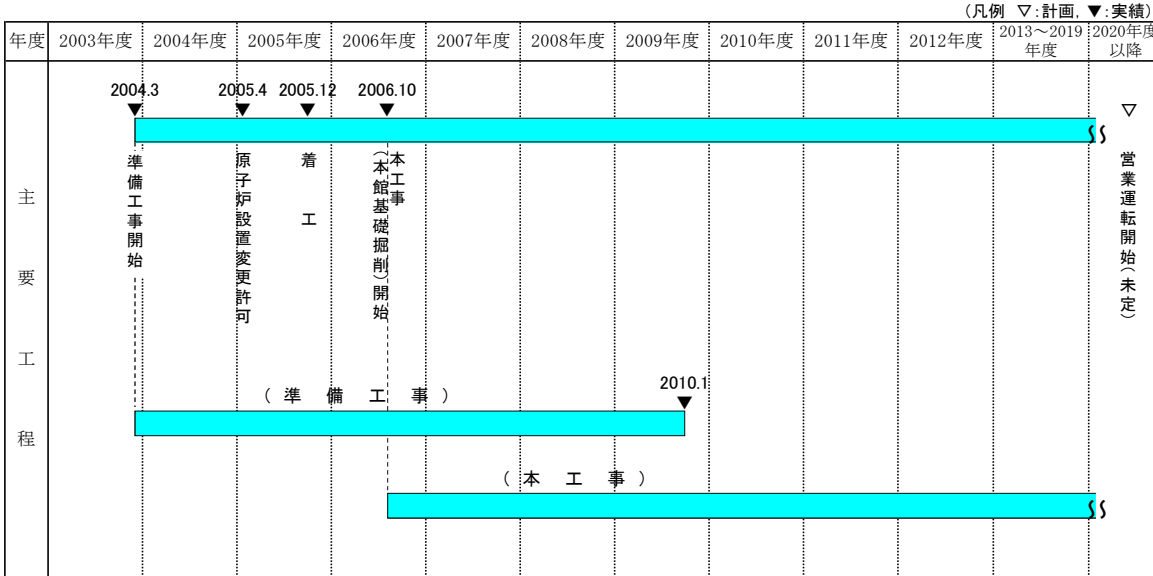 (凡例 ▽:計画, ▼:実績)
年度 2003年度 2004年度 2005年度 2006年度 2007年度 2008年度 2009年度 2010年度 2011年度 2012年度 2013～2019年度 2020年度以降
主要工程
2004.3 2005.4 2005.12 2006.10
▼ ▼ ▼ ▼ ▽
準備工事開始
原子炉設置変更許可
着工
本工事
(本館基礎掘削)開始
営業運転開始(未定)
(準備工事)
2010.1
▼
(本工事)